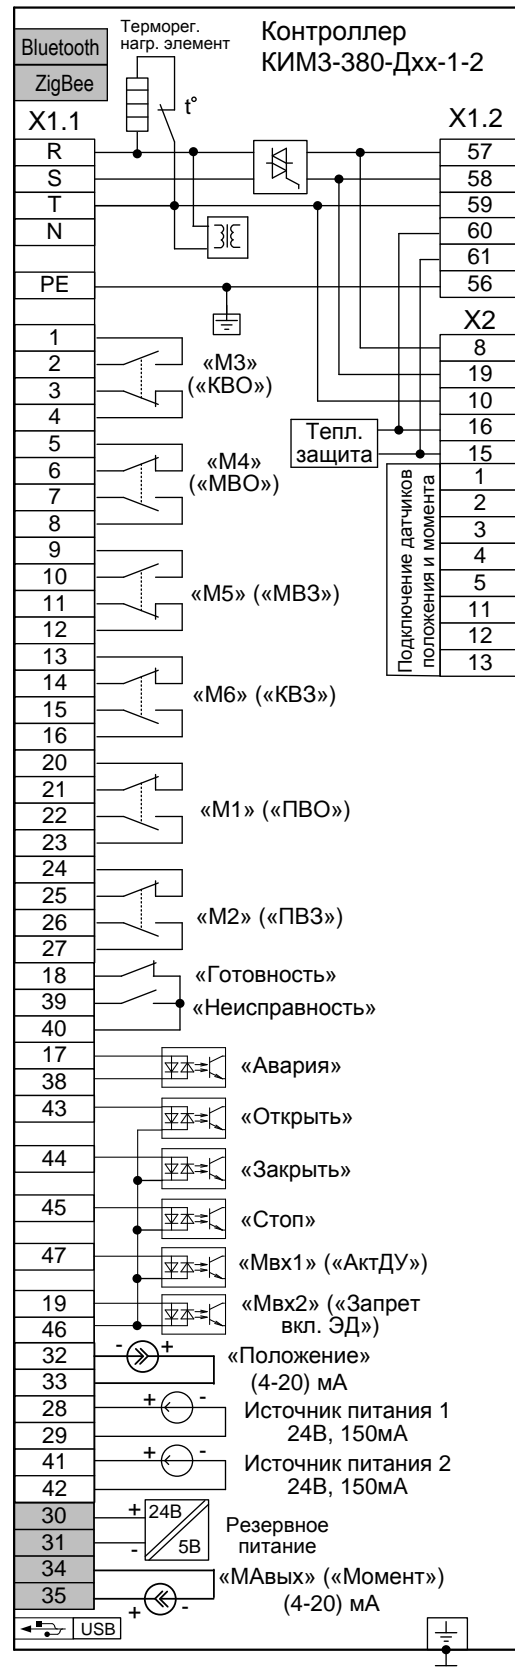 Bluetooth
ZigBee
Терморег.
нагр. элемент
Контроллер
КИМ3-380-Дхх-1-2
t°
X1.1
R
S
T
N
PE
X1.2
57
58
59
60
61
56
X2
8
19
10
16
15
1
2
3
4
5
11
12
13
Тепл.
защита
Подключение датчиков
положения и момента
1
2
3
4
«М3»
(«КВО»)
5
6
7
8
«М4»
(«МВО»)
9
10
11
12
«М5» («МВЗ»)
13
14
15
16
«М6» («КВЗ»)
20
21
22
23
«М1» («ПВО»)
24
25
26
27
«М2» («ПВЗ»)
18
39
40
«Готовность»
«Неисправность»
17
38
«Авария»
43
«Открыть»
44
«Закрыть»
45
«Стоп»
47
«Мвх1» («АктДУ»)
19
46
«Мвх2» («Запрет
вкл. ЭД»)
32
33
- +
«Положение»
(4-20) мА
28
29
+ -
Источник питания 1
24В, 150мА
41
42
+ -
Источник питания 2
24В, 150мА
30
31
+
-
24В
5В
Резервное
питание
34
35
+ -
«МАвых» («Момент»)
(4-20) мА
USB